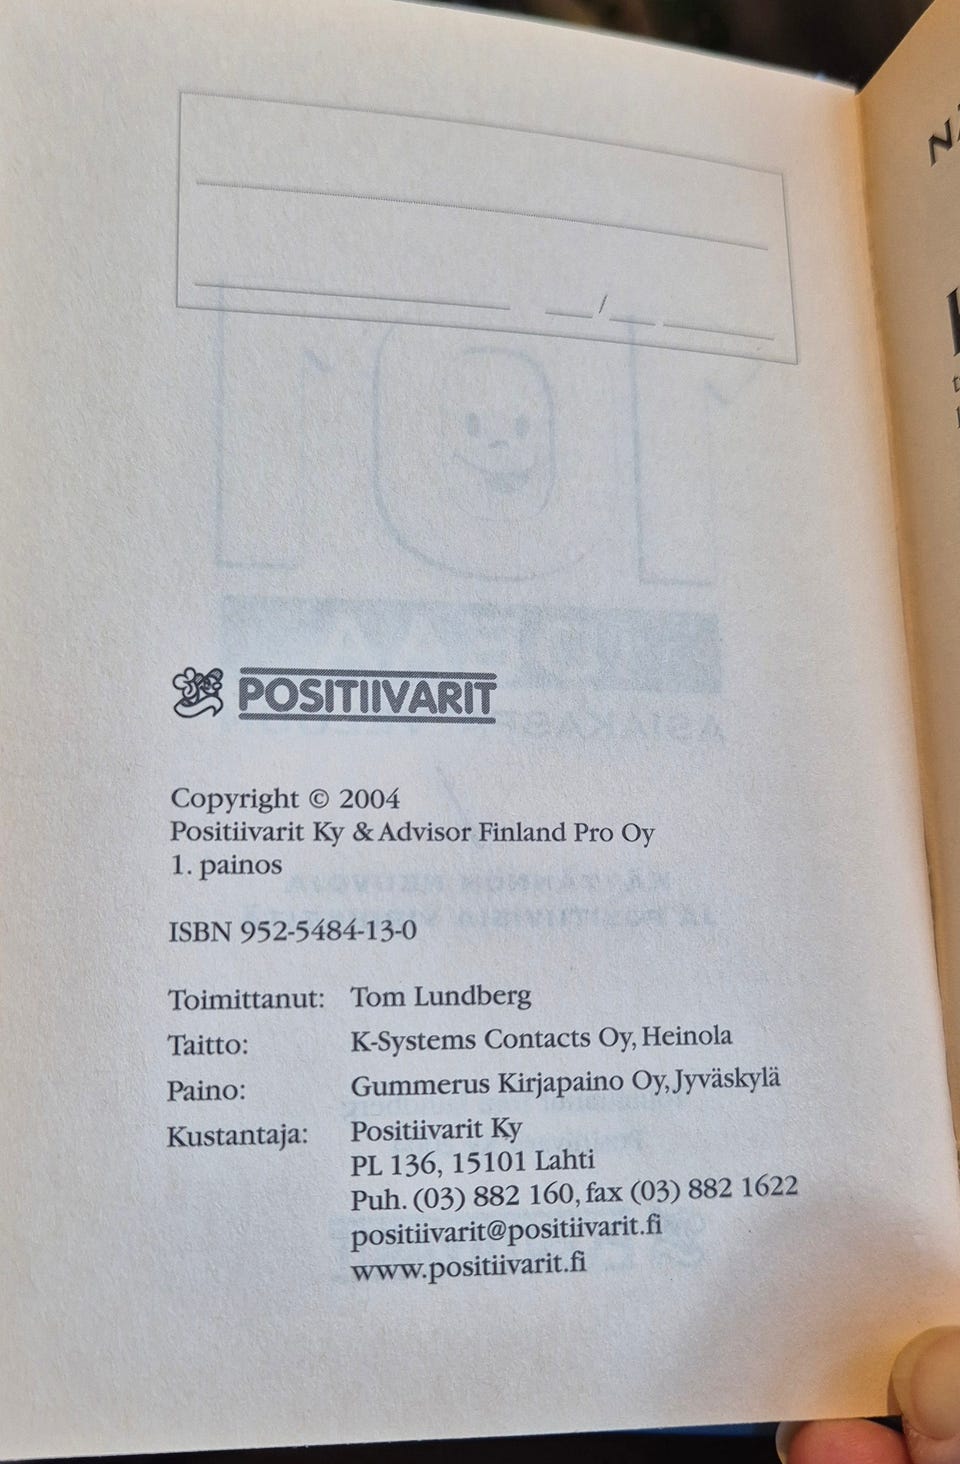 /
POSITIIVARIT
Copyright © 2004
Positiivarit Ky & Advisor Finland Pro Oy
1. painos
ISBN 952-5484-13-0
Toimittanut: Tom Lundberg
Taitto: K-Systems Contacts Oy, Heinola
Paino: Gummerus Kirjapaino Oy, Jyväskylä
Kustantaja: Positiivarit Ky
PL 136, 15101 Lahti
Puh. (03) 882 160, fax (03) 882 1622
positiivarit@positiivarit.fi
www.positiivarit.fi